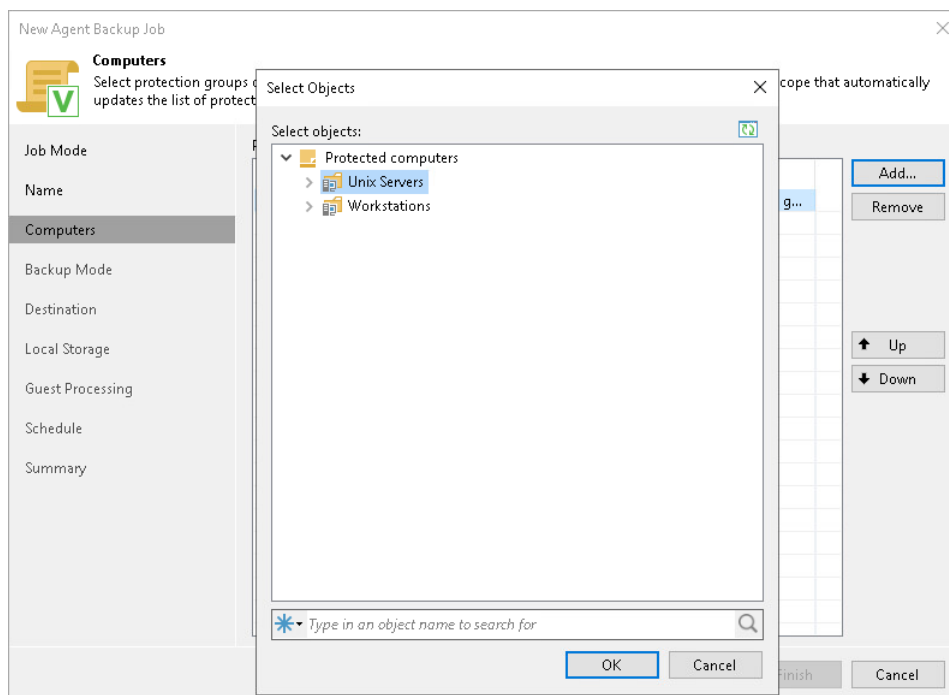 New Agent Backup Job
Computers
Select protection groups
cope that automatically
updates the list of protect
Select Objects
Select objects:
Protected computers
Unix Servers
Workstations
Job Mode
Name
Computers
Backup Mode
Destination
Local Storage
Guest Processing
Schedule
Summary
Add...
g...
Remove
Up
Down
Type in an object name to search for
OK
Cancel
Finish
Cancel